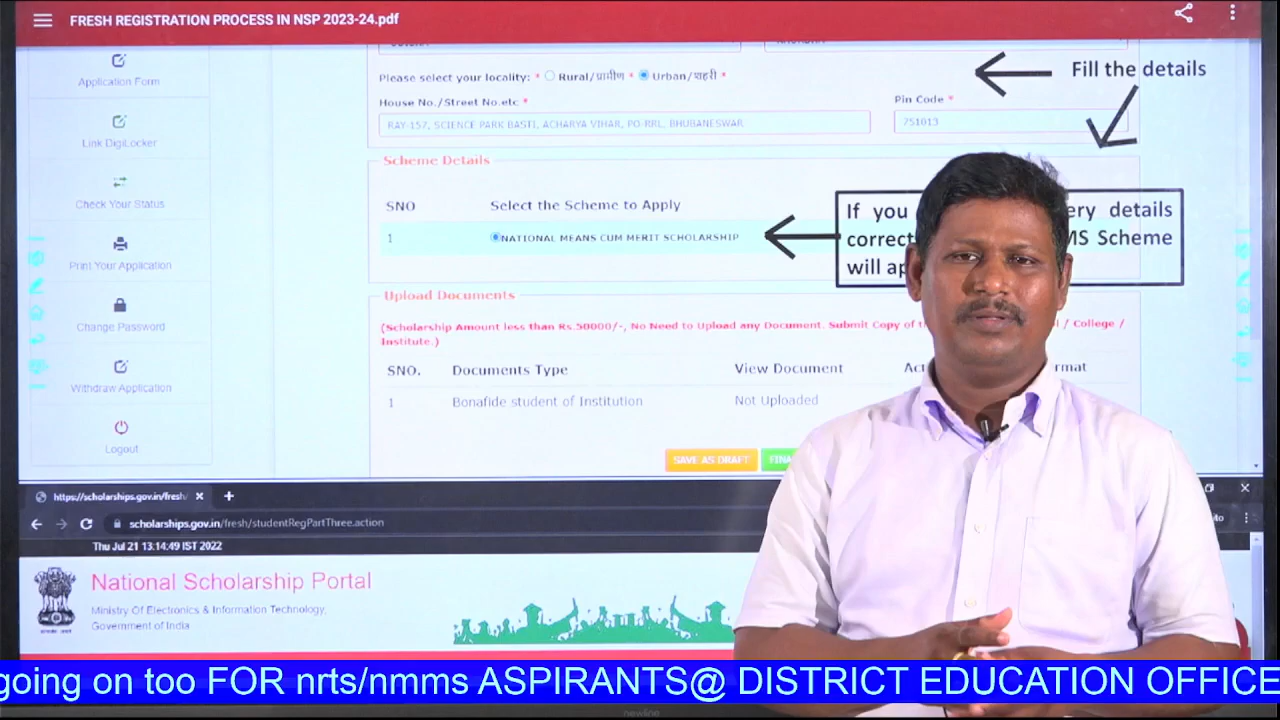 FRESH REGISTRATION PROCESS IN NSP 2023-24.pdf
Application Form
Link DigiLocker
Check Your Status
Print Your Application
Change Password
Withdraw Application
Logout
Please select your locality: * Rural/ग्रामीण * Urban/शहरी *
House No./Street No.etc *
Pin Code *
RAY-157, SCIENCE PARK BASTI, ACHARYA VIHAR, PO-RRL, BHUBANESWAR
751013
Fill the details
Scheme Details
SNO Select the Scheme to Apply
1 NATIONAL MEANS CUM MERIT SCHOLARSHIP
If you ery details
correct MS Scheme
will ap
Upload Documents
(Scholarship Amount less than Rs.50000/-, No Need to Upload any Document. Submit Copy of t l / College /
Institute.)
SNO. Documents Type View Document Act rmat
1 Bonafide student of Institution Not Uploaded
SAVE AS DRAFT FINA
https://scholarships.gov.in/fresh/
scholarships.gov.in/fresh/studentRegPartThree.action
Thu Jul 21 13:14:49 IST 2022
National Scholarship Portal
Ministry Of Electronics & Information Technology,
Government of India
going on too FOR nrts/nmms ASPIRANTS@ DISTRICT EDUCATION OFFICE
newline